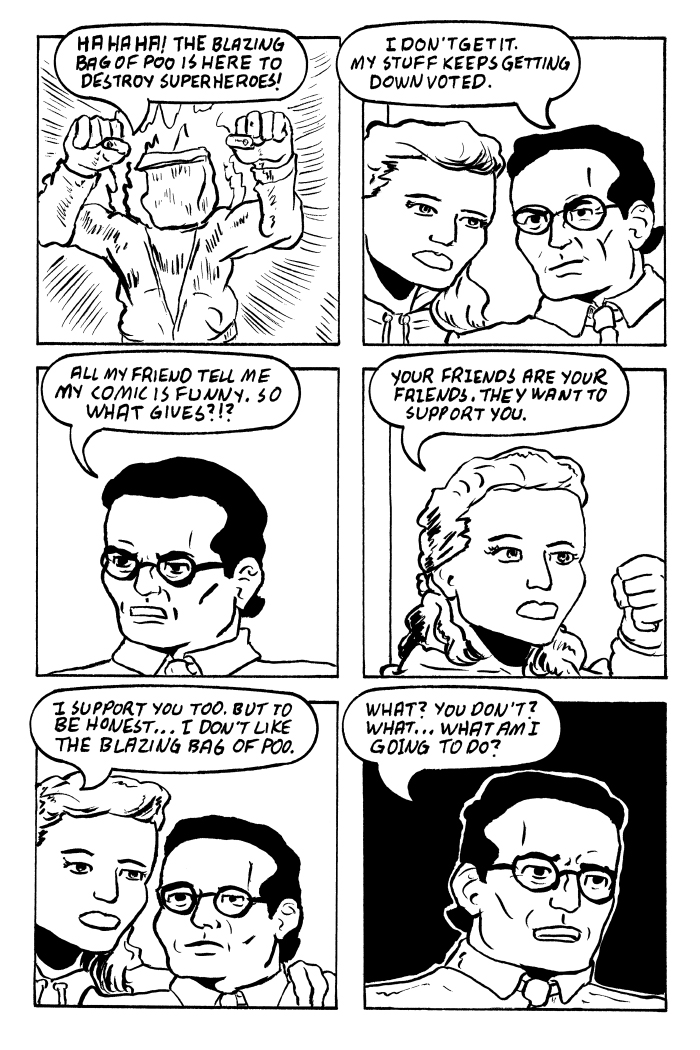 HA HA HA! THE BLAZING
BAG OF POO IS HERE TO
DESTROY SUPERHEROES!
I DON'T GET IT.
MY STUFF KEEPS GETTING
DOWN VOTED.
ALL MY FRIEND TELL ME
MY COMIC IS FUNNY. SO
WHAT GIVES?!?
YOUR FRIENDS ARE YOUR
FRIENDS. THEY WANT TO
SUPPORT YOU.
I SUPPORT YOU TOO. BUT TO
BE HONEST... I DON'T LIKE
THE BLAZING BAG OF POO.
WHAT? YOU DON'T?
WHAT... WHAT AM I
GOING TO DO?